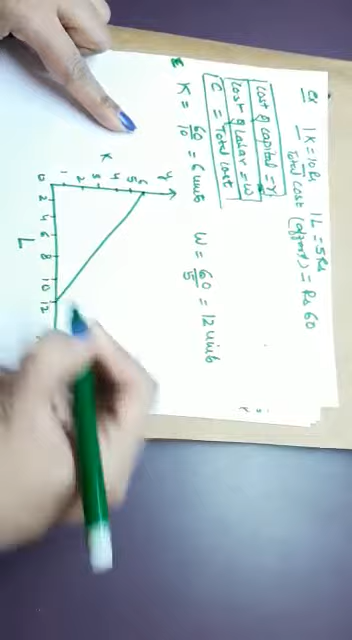 Ex 1K = 10 Rs 1L = 5 Rs
Total cost (afford) = Rs 60
Cost of capital = r
Cost of Labor = w
C = Total cost
K = 60/10 = 6 units W = 60/5 = 12 units
y
K
0 1 2 3 4 5 6
2 4 6 8 10 12
L